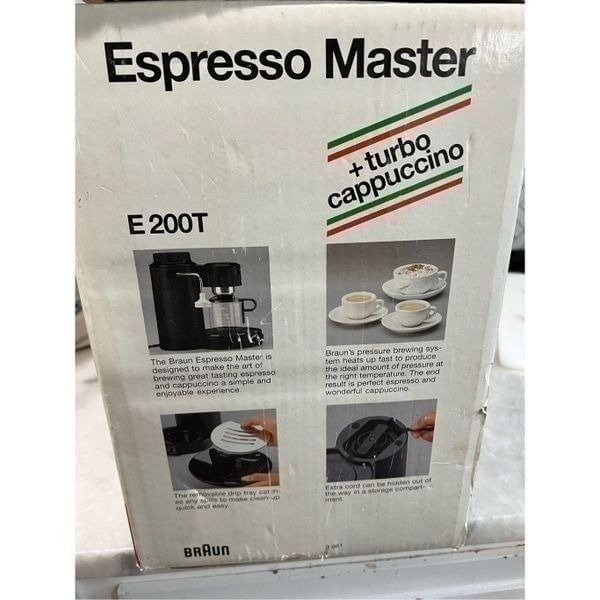 Espresso Master
+ turbo
cappuccino
E 200T
The Braun Espresso Master is
designed to make the art of
brewing great tasting espresso
and cappuccino a simple and
enjoyable experience.
Braun's pressure brewing sys-
tem heats up fast to produce
the ideal amount of pressure at
the right temperature. The end
result is perfect espresso and
wonderful cappuccino.
The removable drip tray catch-
es any spills to make clean-up
quick and easy.
Extra cord can be hidden out of
the way in a storage compart-
ment.
BRAUN